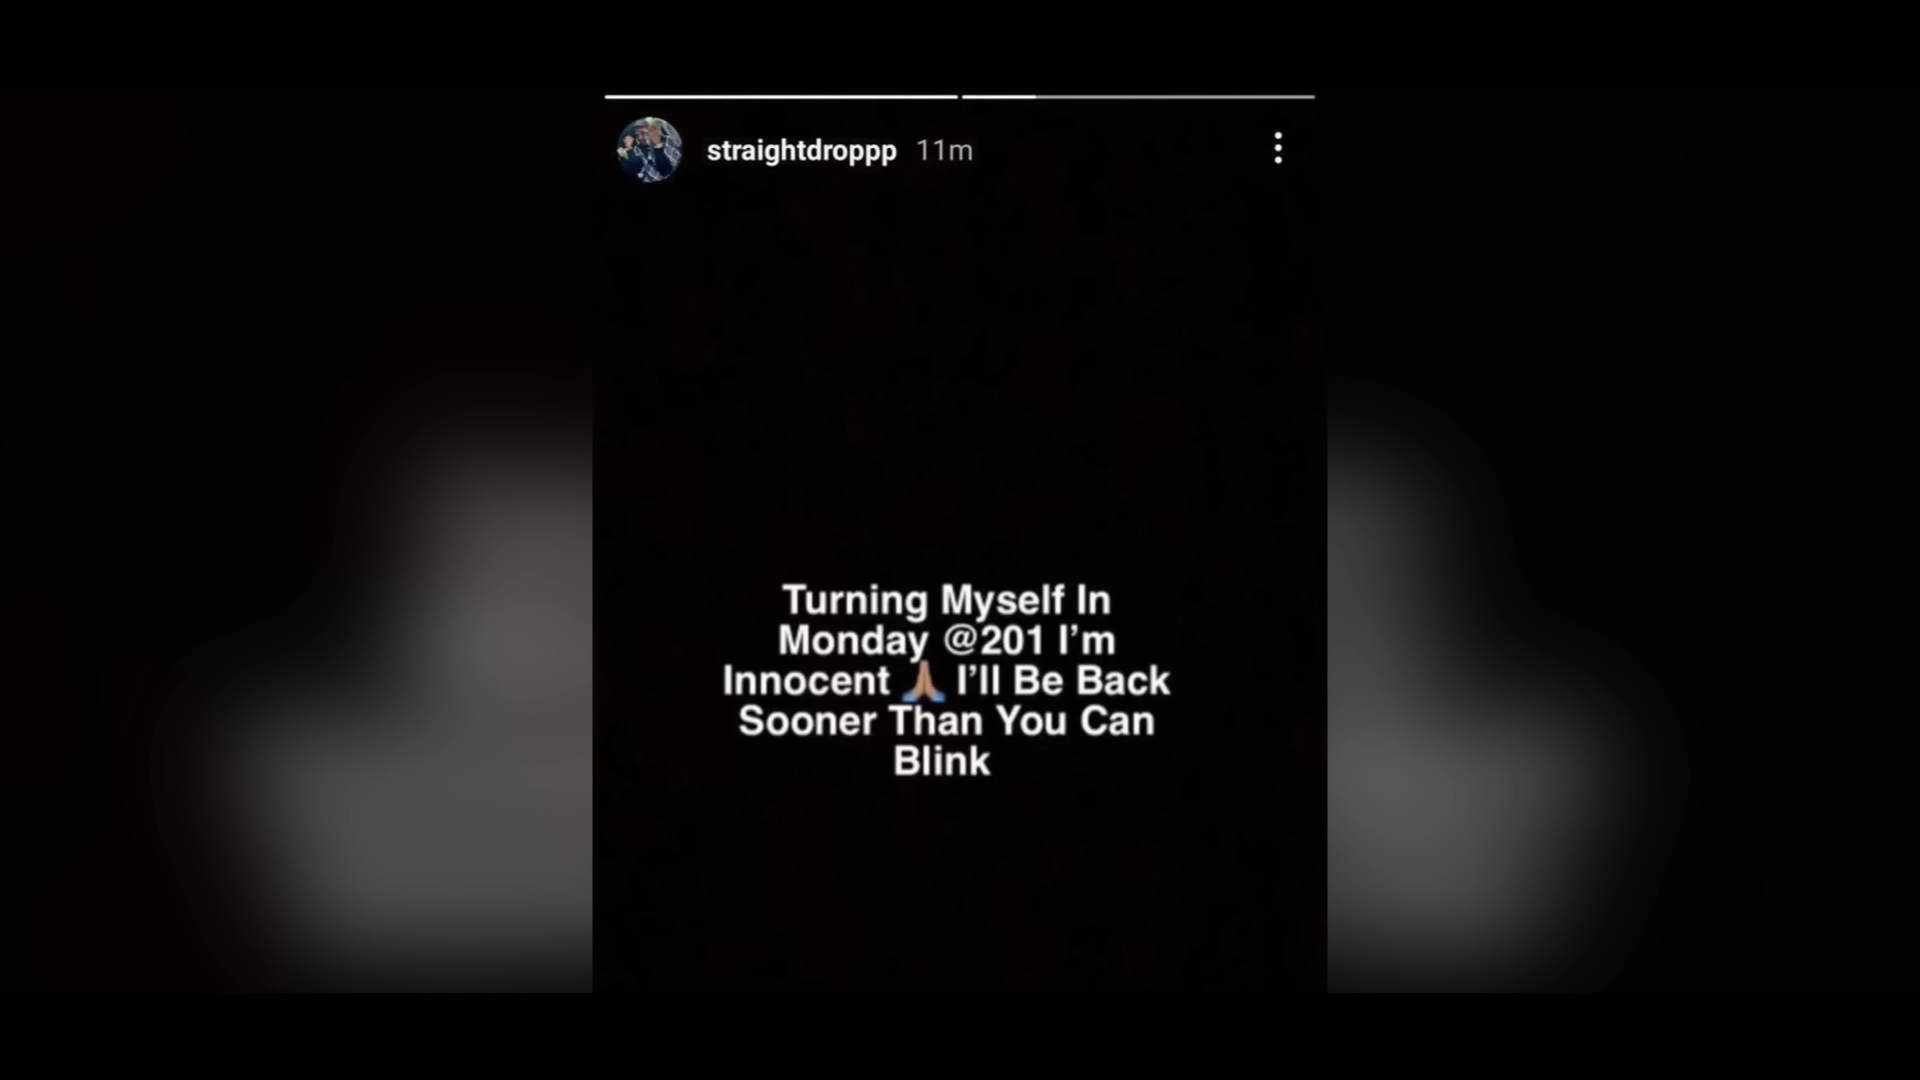 straightdroppp 11m
Turning Myself In
Monday @201 I'm
Innocent 🙏🏽 I'll Be Back
Sooner Than You Can
Blink